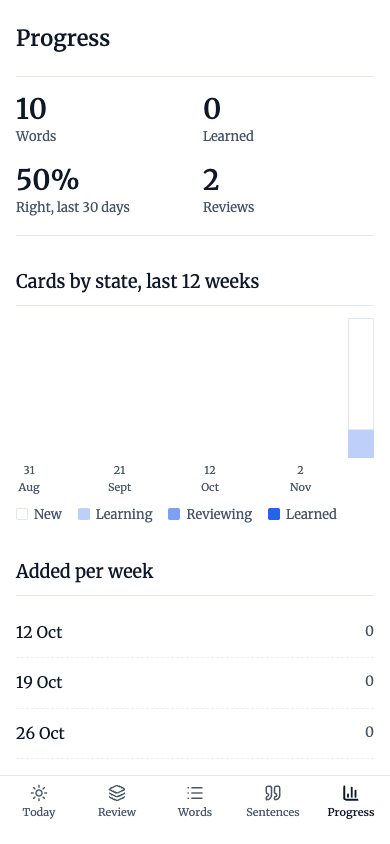 Progress
10
0
Words
Learned
50%
2
Right, last 30 days
Reviews
Cards by state, last 12 weeks
31
21
12
2
Aug
Sept
Oct
Nov
New
Learning
Reviewing
Learned
Added per week
12 Oct
0
19 Oct
0
26 Oct
0
Today
Review
Words
Sentences
Progress